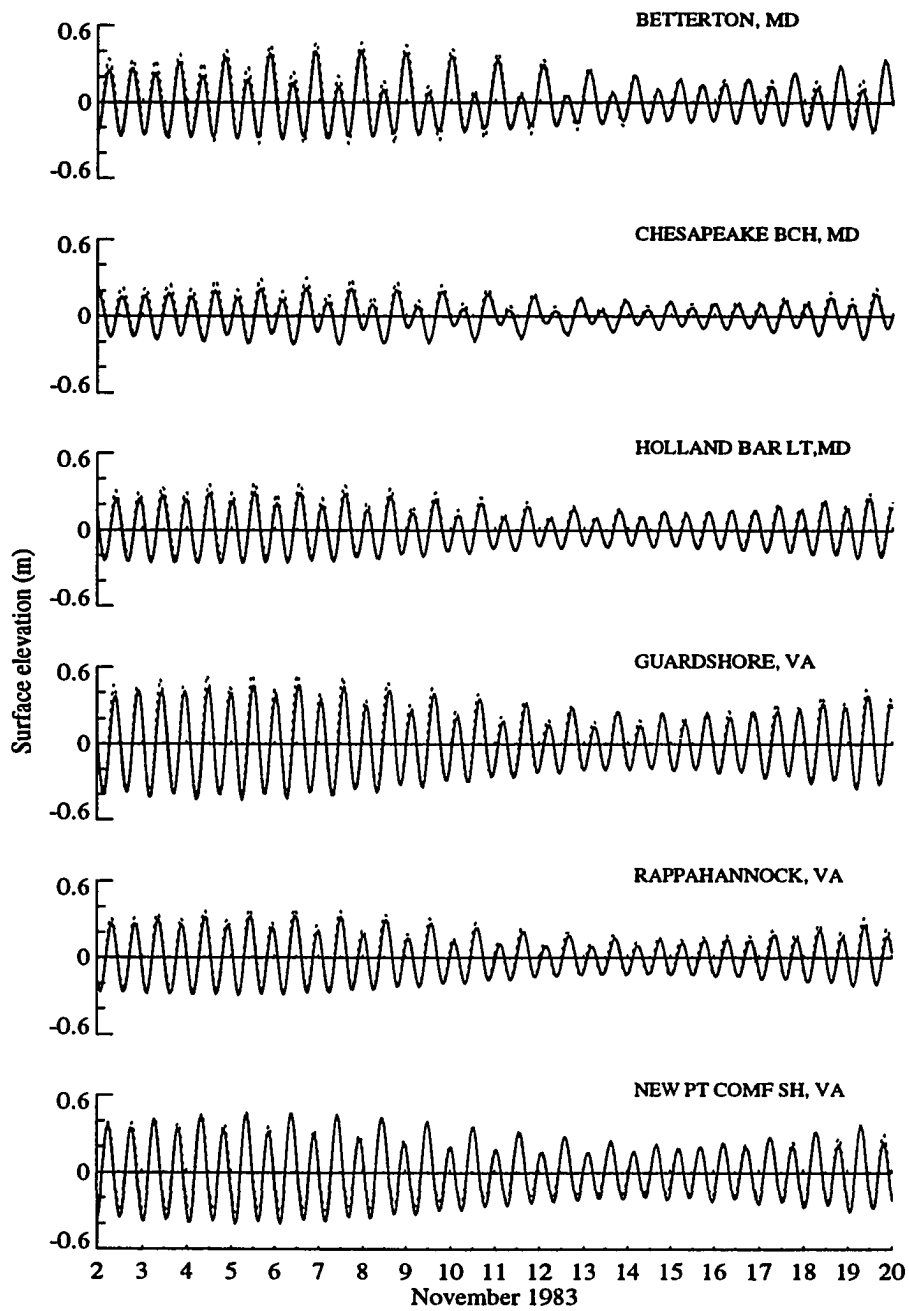 BETTERTON, MD
0.6
0
-0.6
CHESAPEAKE BCH, MD
0.6
0
-0.6
HOLLAND BAR LT,MD
0.6
0
-0.6
Surface elevation (m)
GUARDSHORE, VA
0.6
0
-0.6
RAPPAHANNOCK, VA
0.6
0
-0.6
NEW PT COMF SH, VA
0.6
0
-0.6
2 3 4 5 6 7 8 9 10 11 12 13 14 15 16 17 18 19 20
November 1983